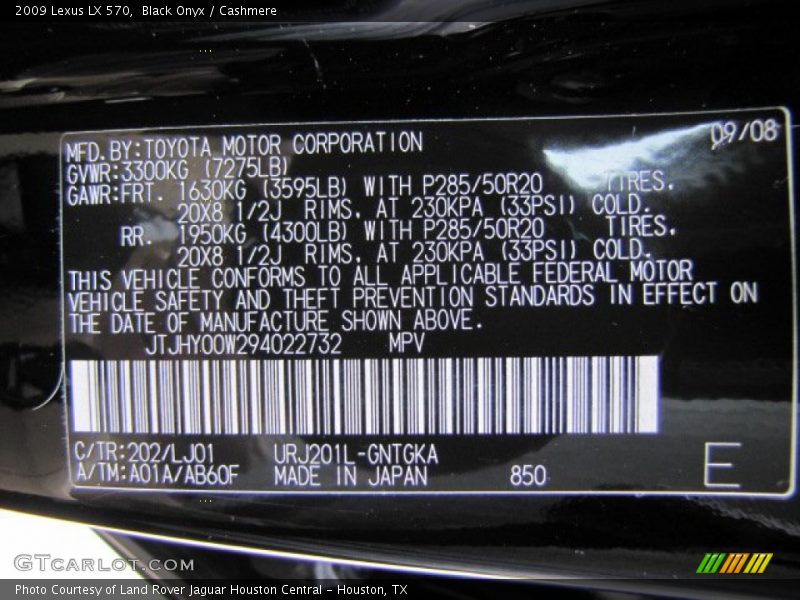 2009 Lexus LX 570,  Black Onyx / Cashmere
09/08
MFD.BY:TOYOTA MOTOR CORPORATION
GVWR:3300KG (7275LB)
GAWR:FRT. 1630KG (3595LB) WITH P285/50R20 TIRES.
20X8 1/2J RIMS, AT 230KPA (33PSI) COLD.
RR. 1950KG (4300LB) WITH P285/50R20 TIRES.
20X8 1/2J RIMS, AT 230KPA (33PSI) COLD.
THIS VEHICLE CONFORMS TO ALL APPLICABLE FEDERAL MOTOR
VEHICLE SAFETY AND THEFT PREVENTION STANDARDS IN EFFECT ON
THE DATE OF MANUFACTURE SHOWN ABOVE.
JTJHY00W294022732 MPV
C/TR:202/LJ01 URJ201L-GNTGKA
A/TM:A01A/AB60F MADE IN JAPAN 850 E
GTCarLot.com
Photo Courtesy of Land Rover Jaguar Houston Central - Houston, TX